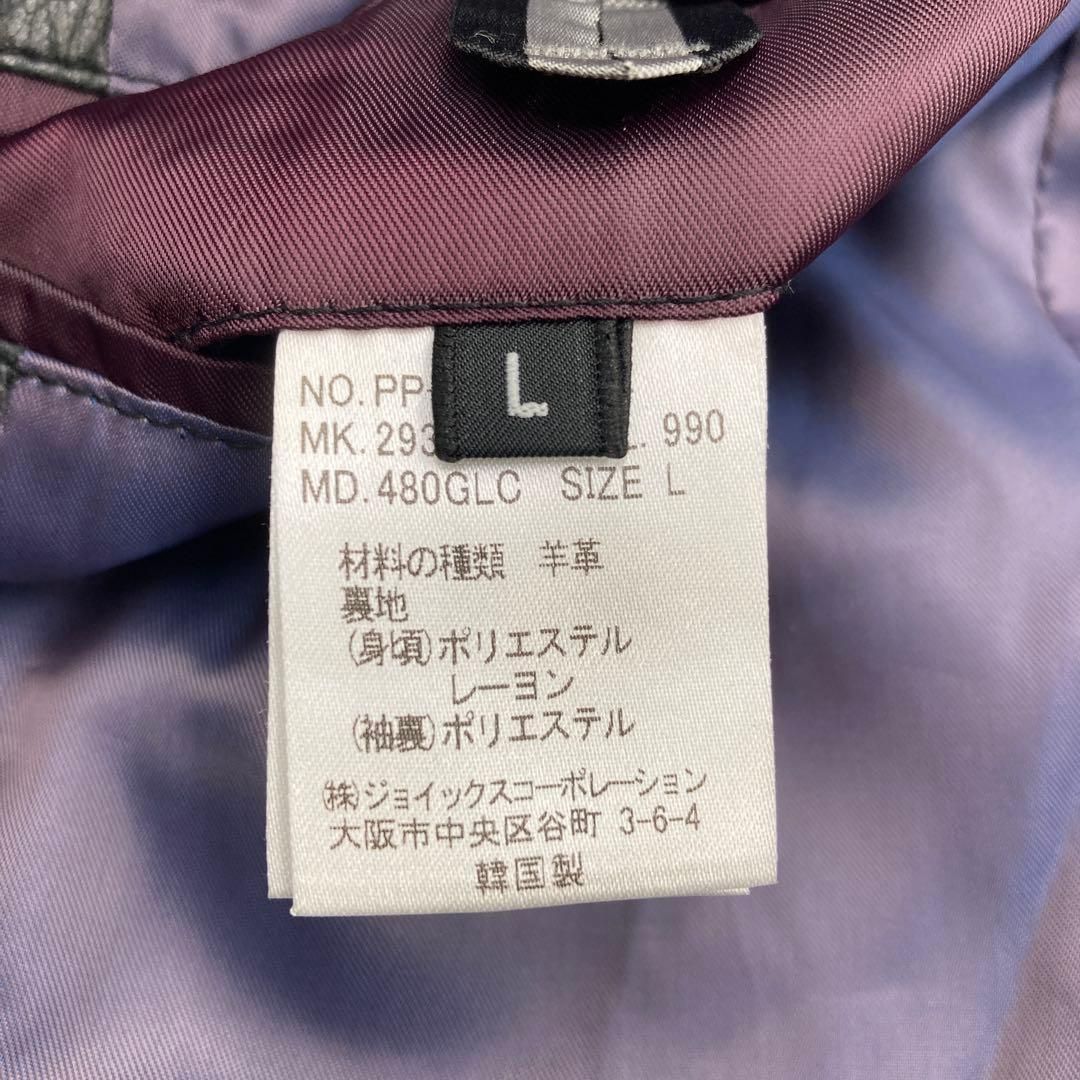 L
NO. PP
MK. 293 L. 990
MD. 480GLC SIZE L
材料の種類 羊革
裏地
(身頃)ポリエステル
レーヨン
(袖裏)ポリエステル
(株)ジョイックスコーポレーション
大阪市中央区谷町 3-6-4
韓国製